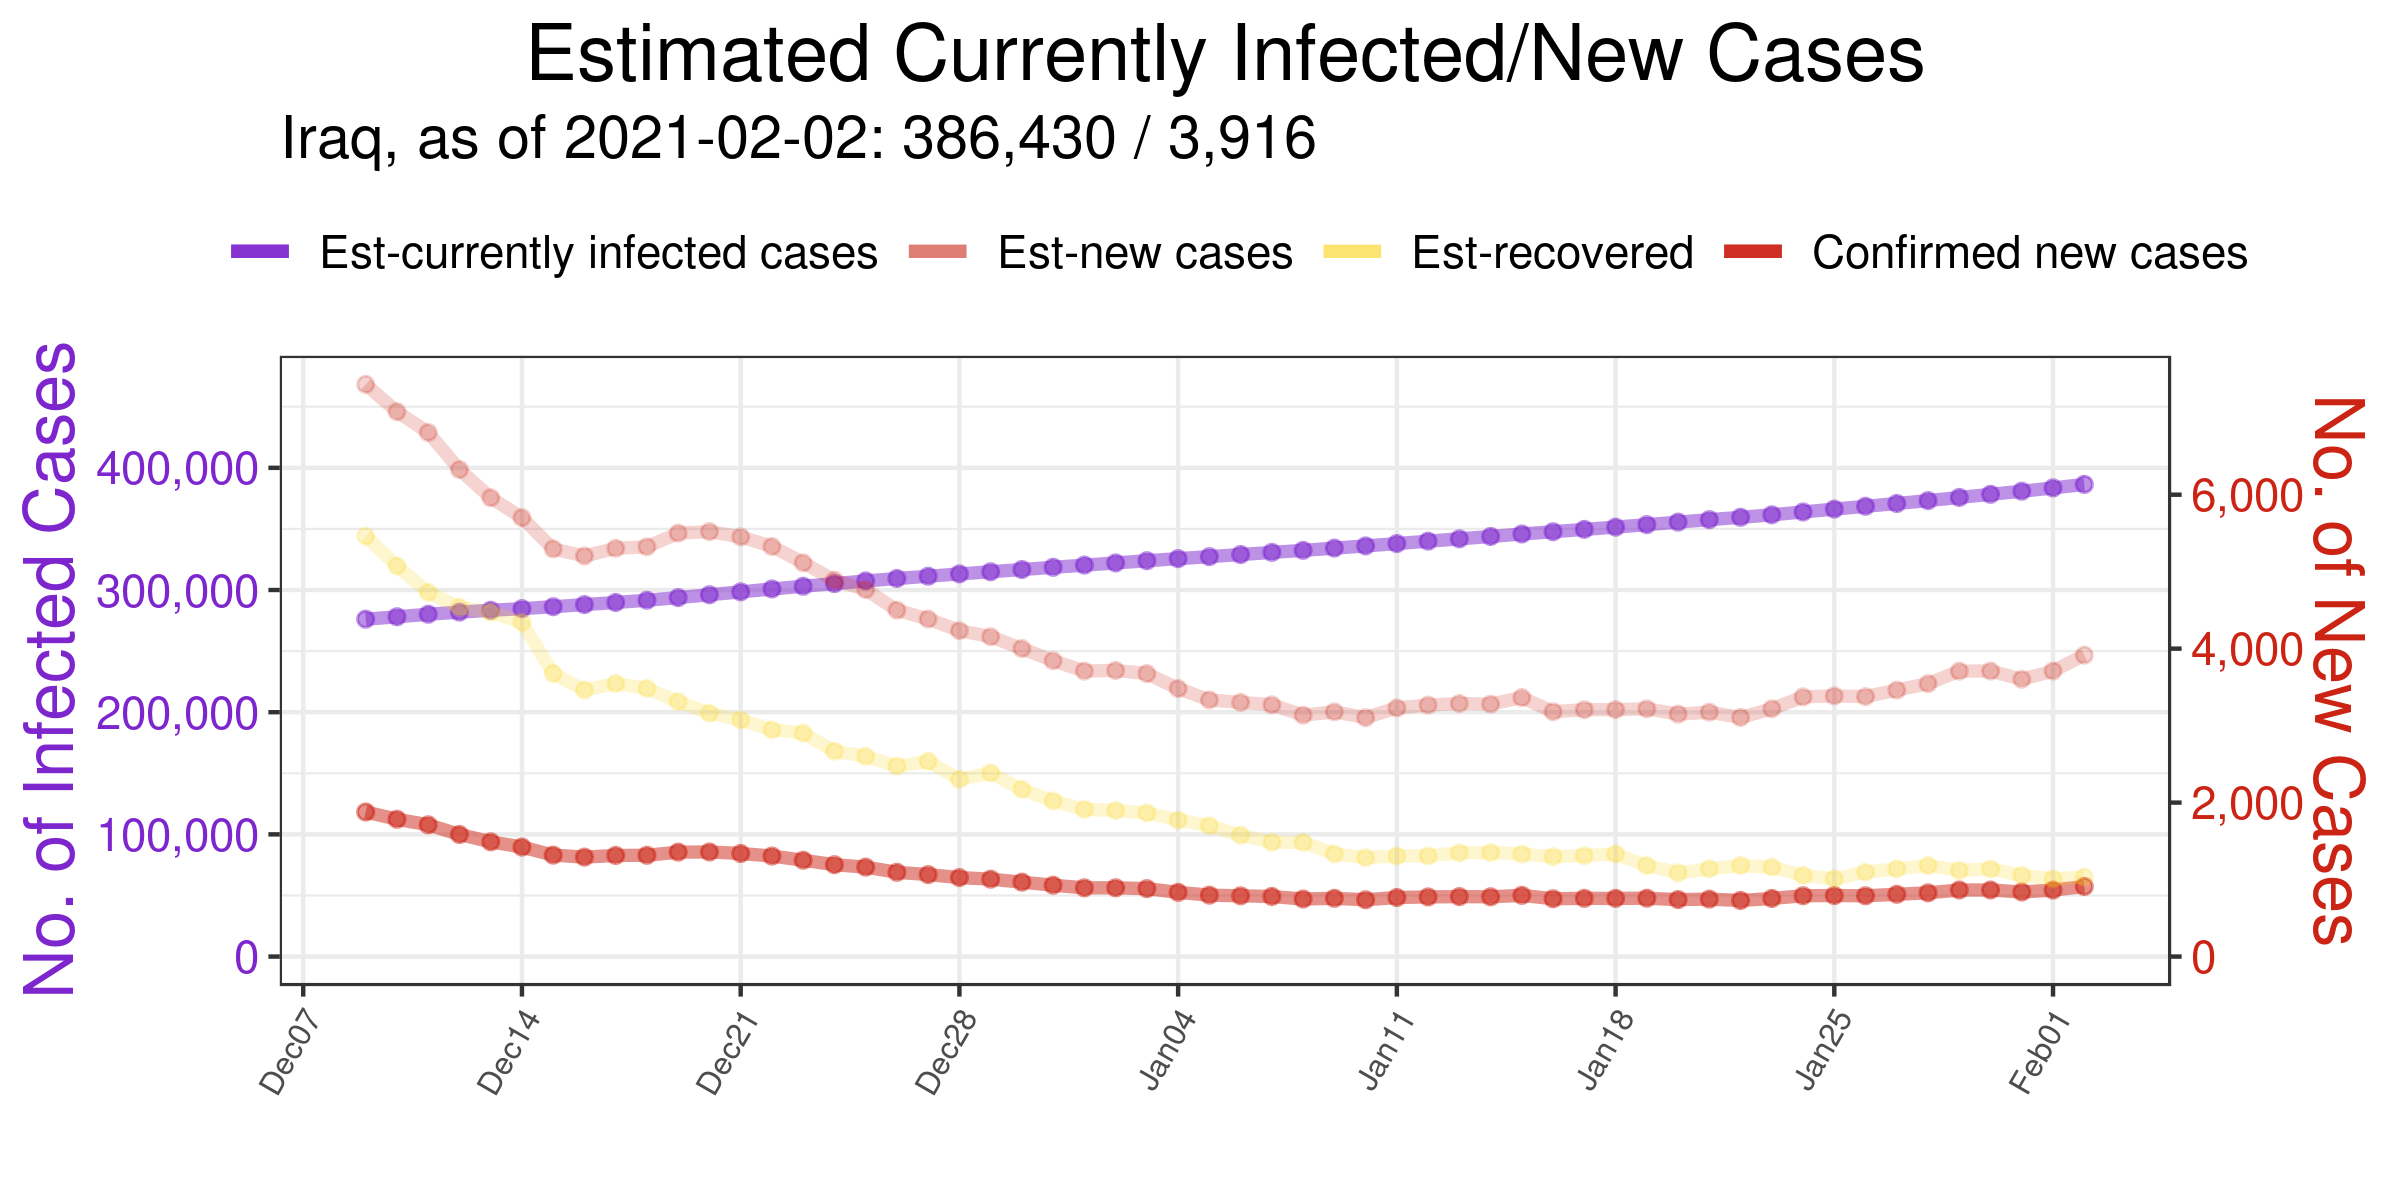 Estimated Currently Infected/New Cases
Iraq, as of 2021-02-02: 386,430 / 3,916
Est-currently infected cases Est-new cases Est-recovered Confirmed new cases
No. of Infected Cases
400,000
300,000
200,000
100,000
0
6,000
4,000
2,000
0
No. of New Cases
Dec07 Dec14 Dec21 Dec28 Jan04 Jan11 Jan18 Jan25 Feb01